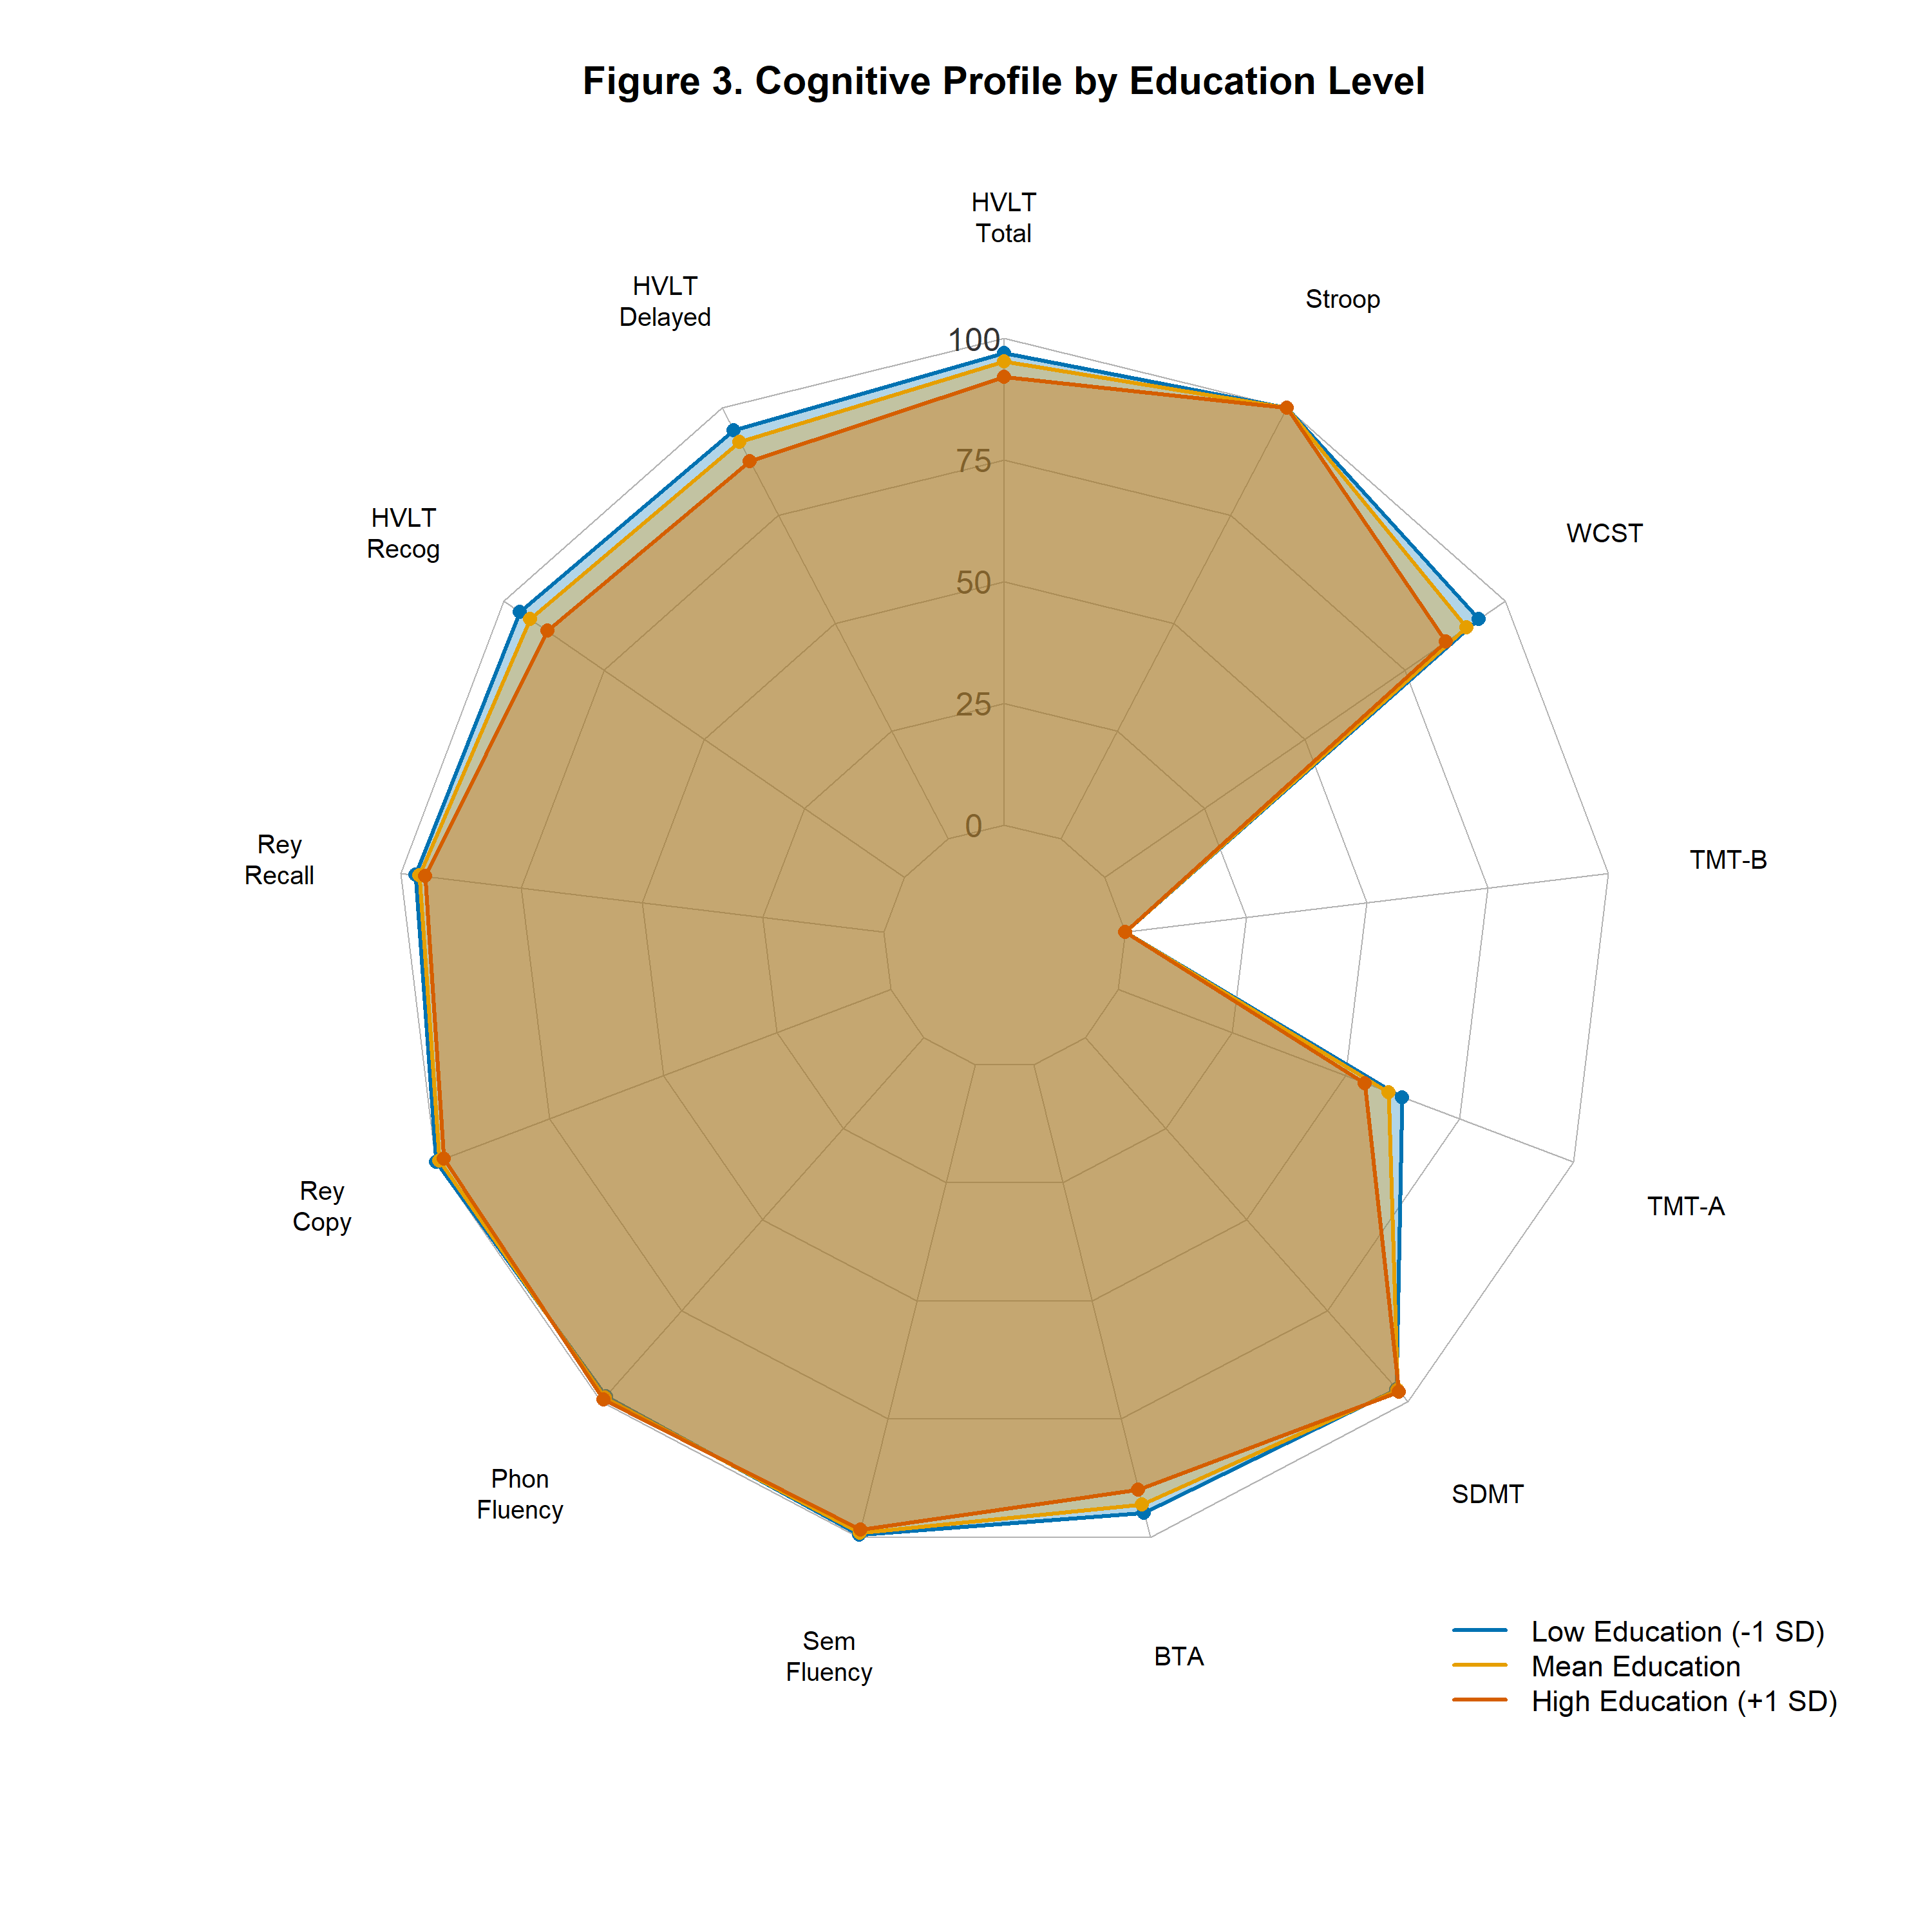 Figure 3. Cognitive Profile by Education Level
HVLT
Total
Stroop
HVLT
Delayed
100
75
50
25
0
WCST
HVLT
Recog
TMT-B
Rey
Recall
TMT-A
Rey
Copy
SDMT
Phon
Fluency
BTA
Sem
Fluency
Low Education (-1 SD)
Mean Education
High Education (+1 SD)